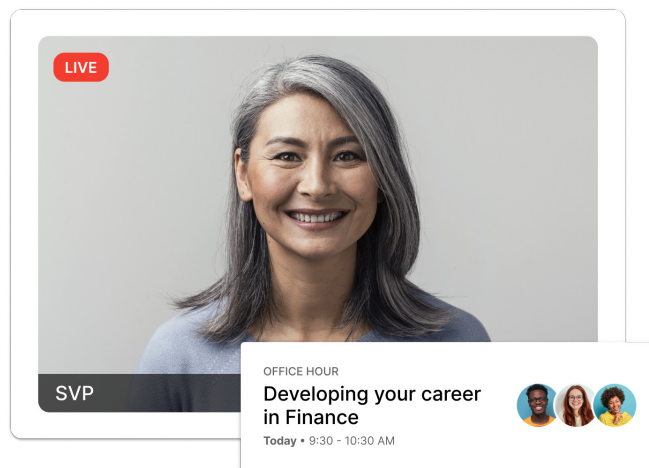 LIVE
SVP
OFFICE HOUR
Developing your career
in Finance
Today • 9:30 - 10:30 AM